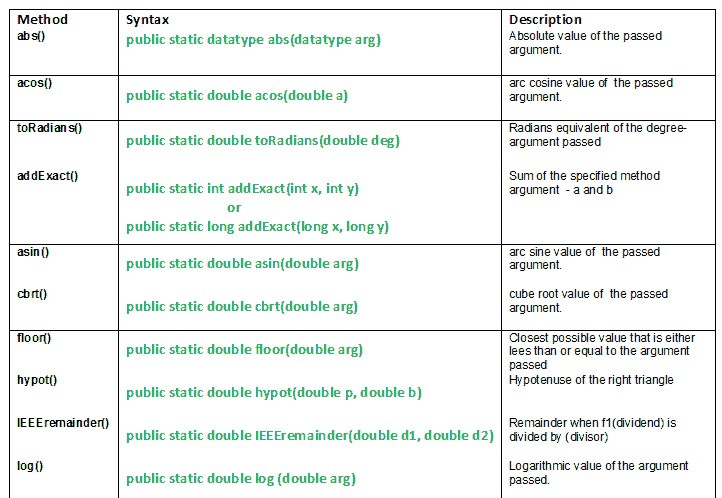 Method Syntax Description
abs() public static datatype abs(datatype arg) Absolute value of the passed
argument.
acos() public static double acos(double a) arc cosine value of  the passed
argument.
toRadians() public static double toRadians(double deg) Radians equivalent of the degree-
argument passed
addExact() public static int addExact(int x, int y) Sum of the specified method
or argument  - a and b
public static long addExact(long x, long y)
asin() public static double asin(double arg) arc sine value of  the passed
argument.
cbrt() public static double cbrt(double arg) cube root value of  the passed
argument.
floor() public static double floor(double arg) Closest possible value that is either
lees than or equal to the argument
passed
hypot() public static double hypot(double p, double b) Hypotenuse of the right triangle
IEEEremainder() public static double IEEEremainder(double d1, double d2) Remainder when f1(dividend) is
divided by (divisor)
log() public static double log (double arg) Logarithmic value of the argument
passed.